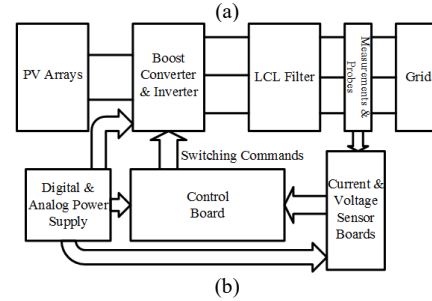 (a)
PV Arrays
Boost
Converter
& Inverter
LCL Filter
Measurements &
Probes
Grid
Switching Commands
Digital &
Analog Power
Supply
Control
Board
Current &
Voltage
Sensor
Boards
(b)